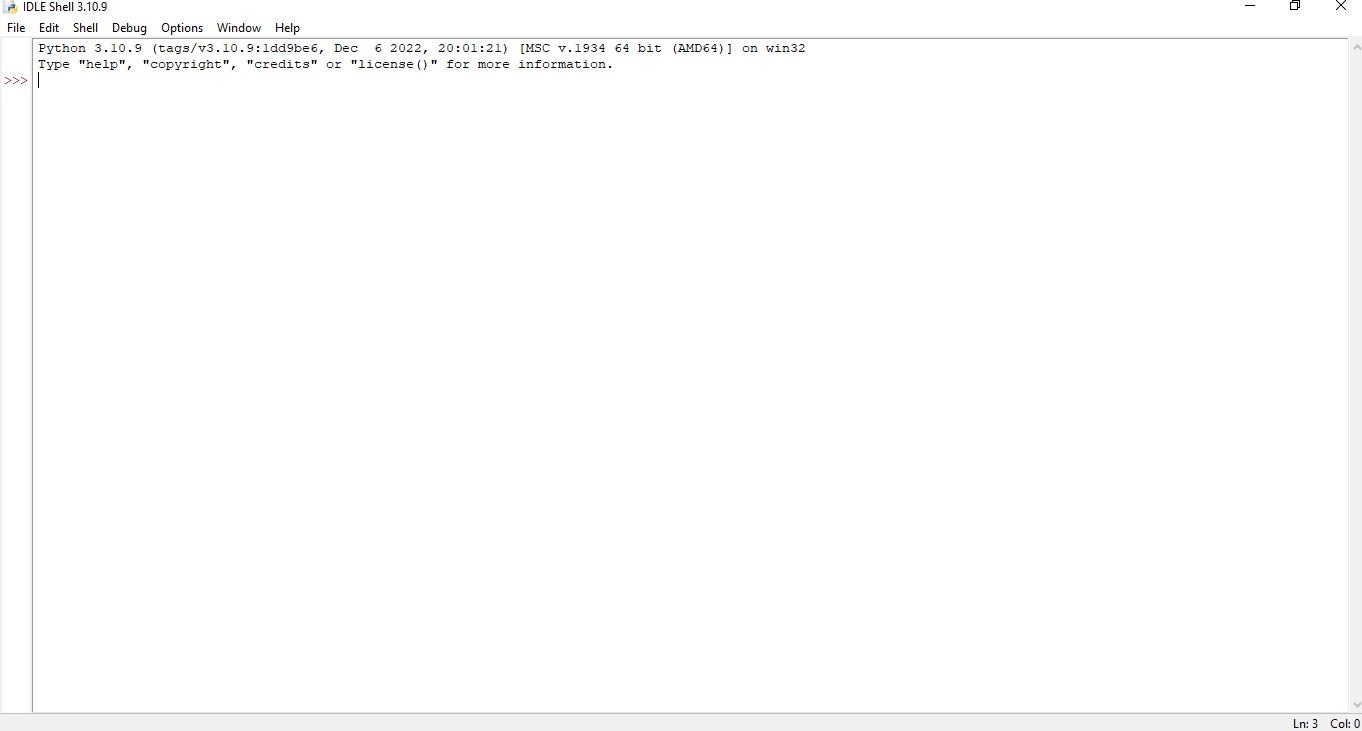 IDLE Shell 3.10.9
File Edit Shell Debug Options Window Help
Python 3.10.9 (tags/v3.10.9:1dd9be6, Dec  6 2022, 20:01:21) [MSC v.1934 64 bit (AMD64)] on win32
Type "help", "copyright", "credits" or "license()" for more information.
>>>
Ln: 3 Col: 0